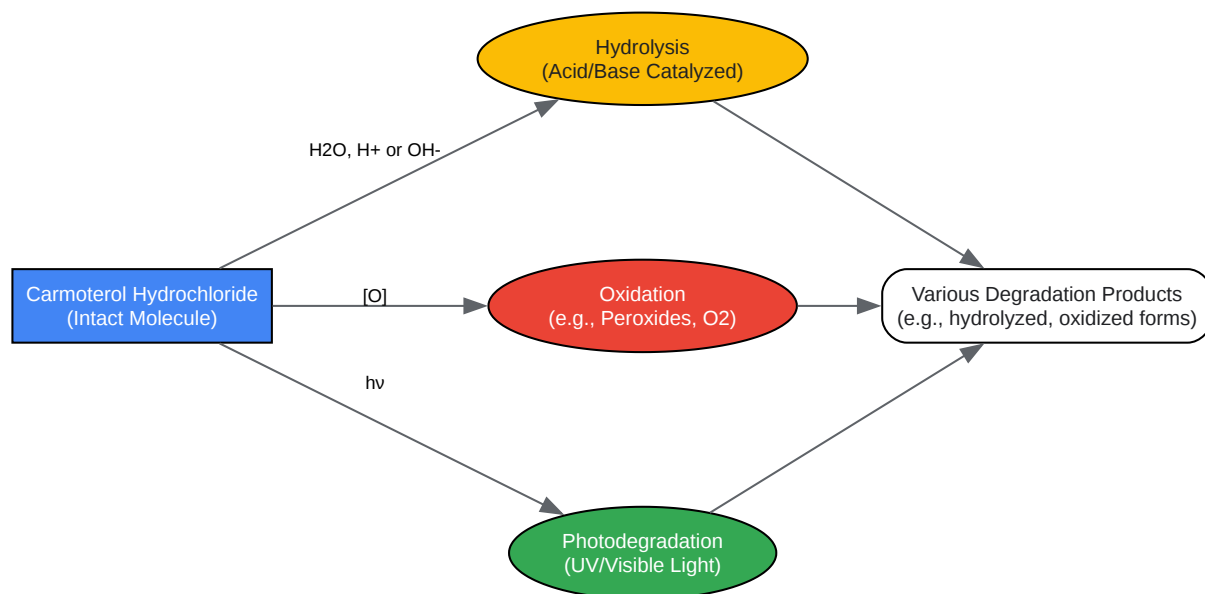 Hydrolysis
(Acid/Base Catalyzed)
H2O, H+ or OH-
Carmoterol Hydrochloride
(Intact Molecule)
[O]
Oxidation
(e.g., Peroxides, O2)
Various Degradation Products
(e.g., hydrolyzed, oxidized forms)
hν
Photodegradation
(UV/Visible Light)